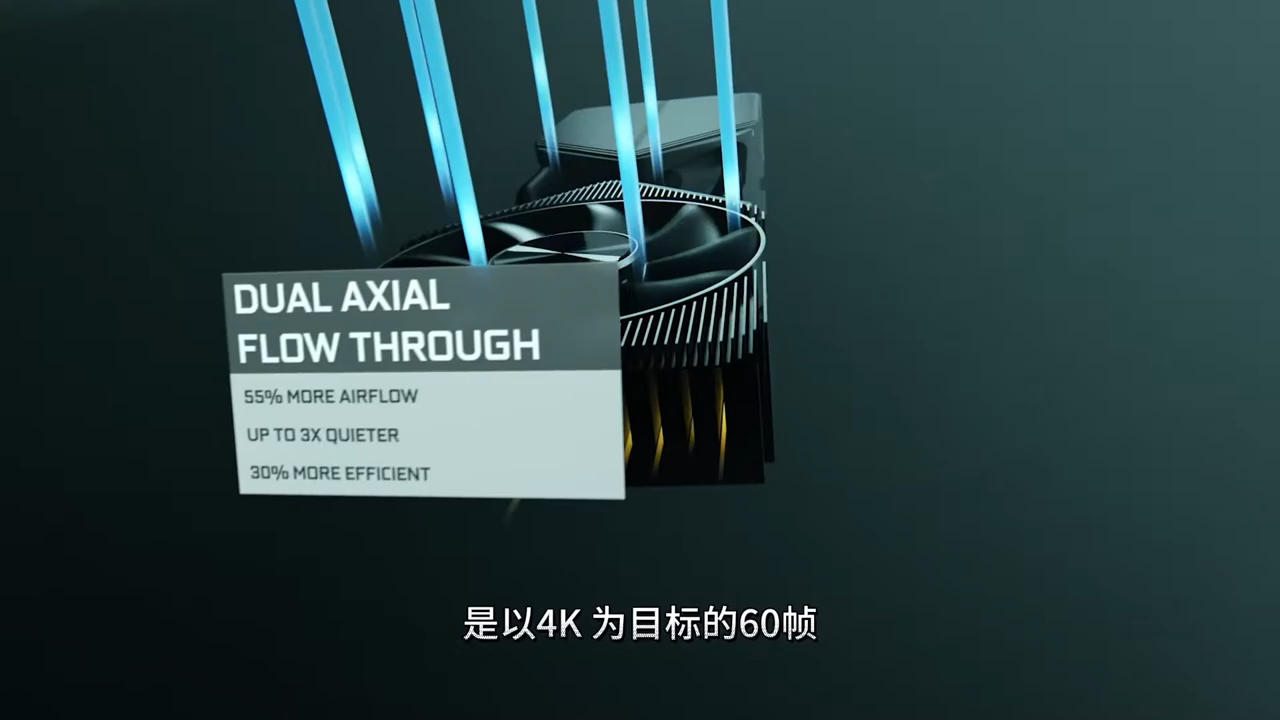 DUAL AXIAL
FLOW THROUGH
55% MORE AIRFLOW
UP TO 3X QUIETER
30% MORE EFFICIENT
是以4K 为目标的60帧